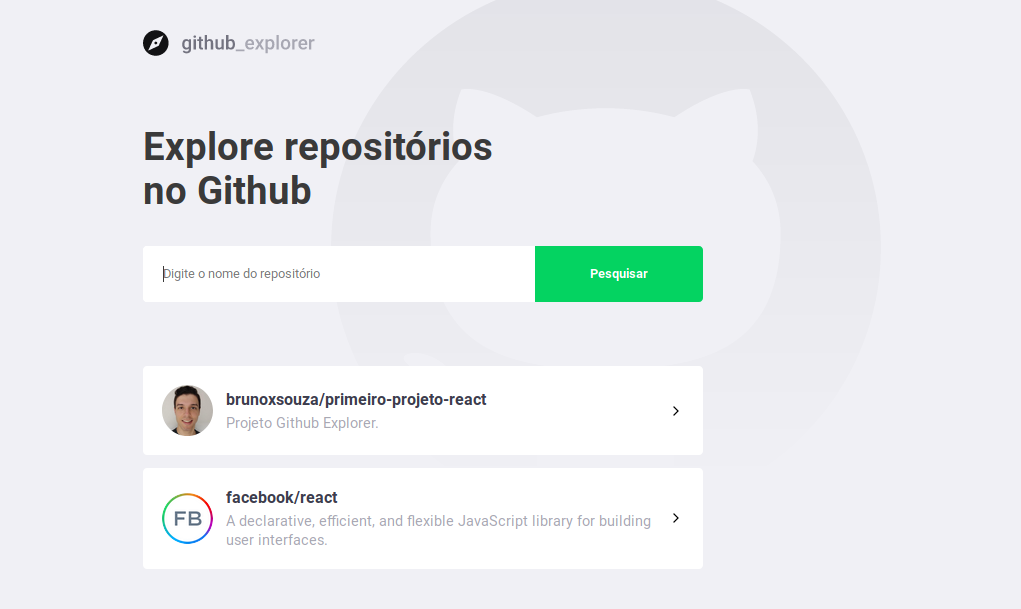 github_explorer
Explore repositórios
no Github
Digite o nome do repositório
Pesquisar
brunoxsouza/primeiro-projeto-react
Projeto Github Explorer.
FB
facebook/react
A declarative, efficient, and flexible JavaScript library for building
user interfaces.